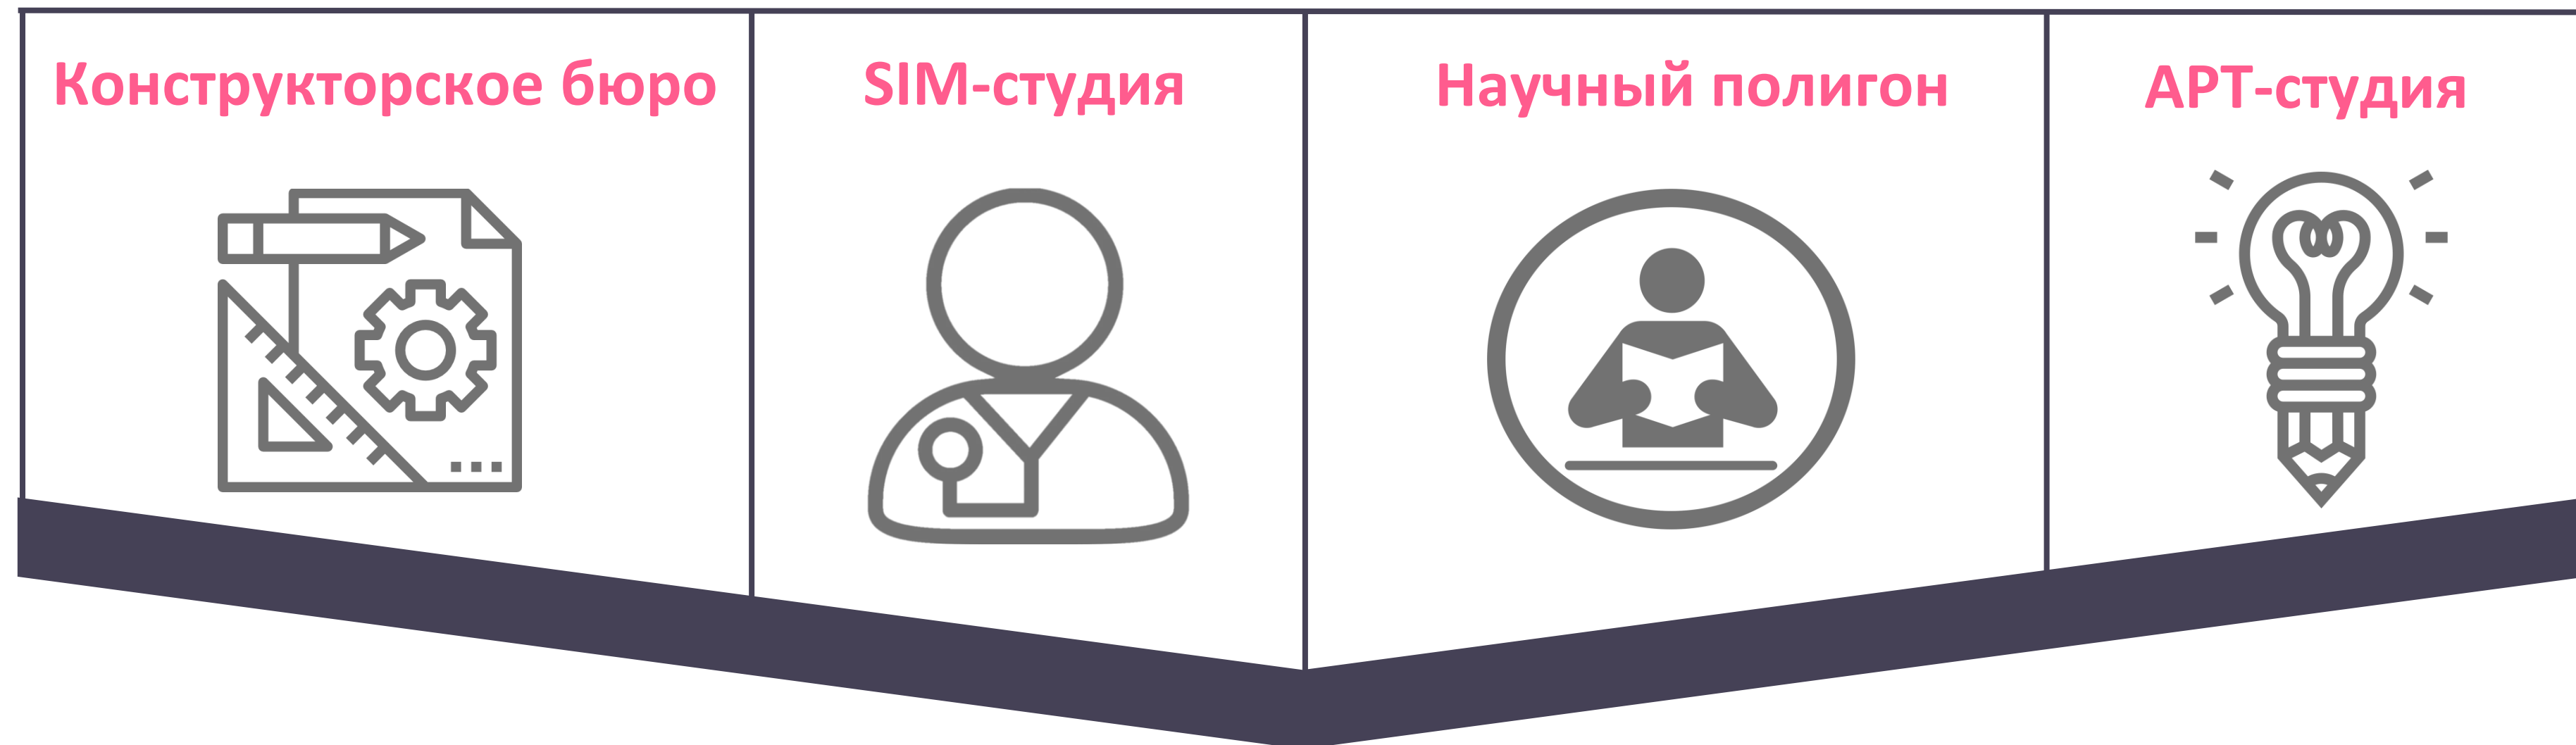 Конструкторское бюро
SIM-студия
Научный полигон
АРТ-студия